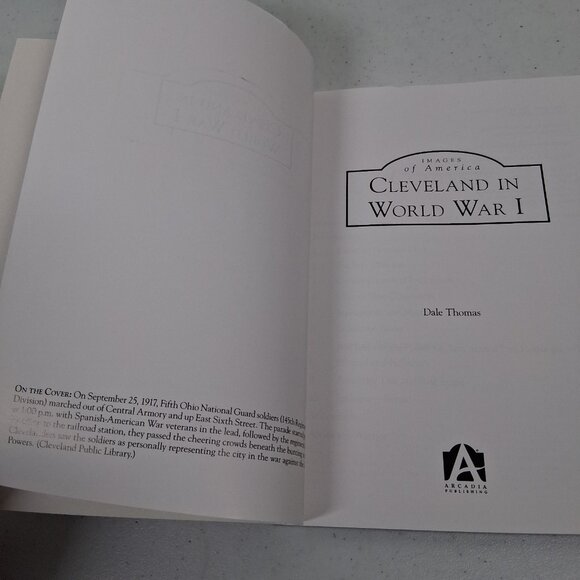 ON THE COVER: On September 25, 1917, Fifth Ohio National Guard soldiers (145th
Division) marched out of Central Armory and up East Sixth Street. The parade
1:00 p.m. with Spanish-American War veterans in the lead, followed by the
to the railroad station, they passed the cheering crowds beneath the
saw the soldiers as personally representing the city in the war against the
Powers. (Cleveland Public Library.)
IMAGES
of America
CLEVELAND IN
WORLD WAR I
Dale Thomas
A
ARCADIA
PUBLISHING